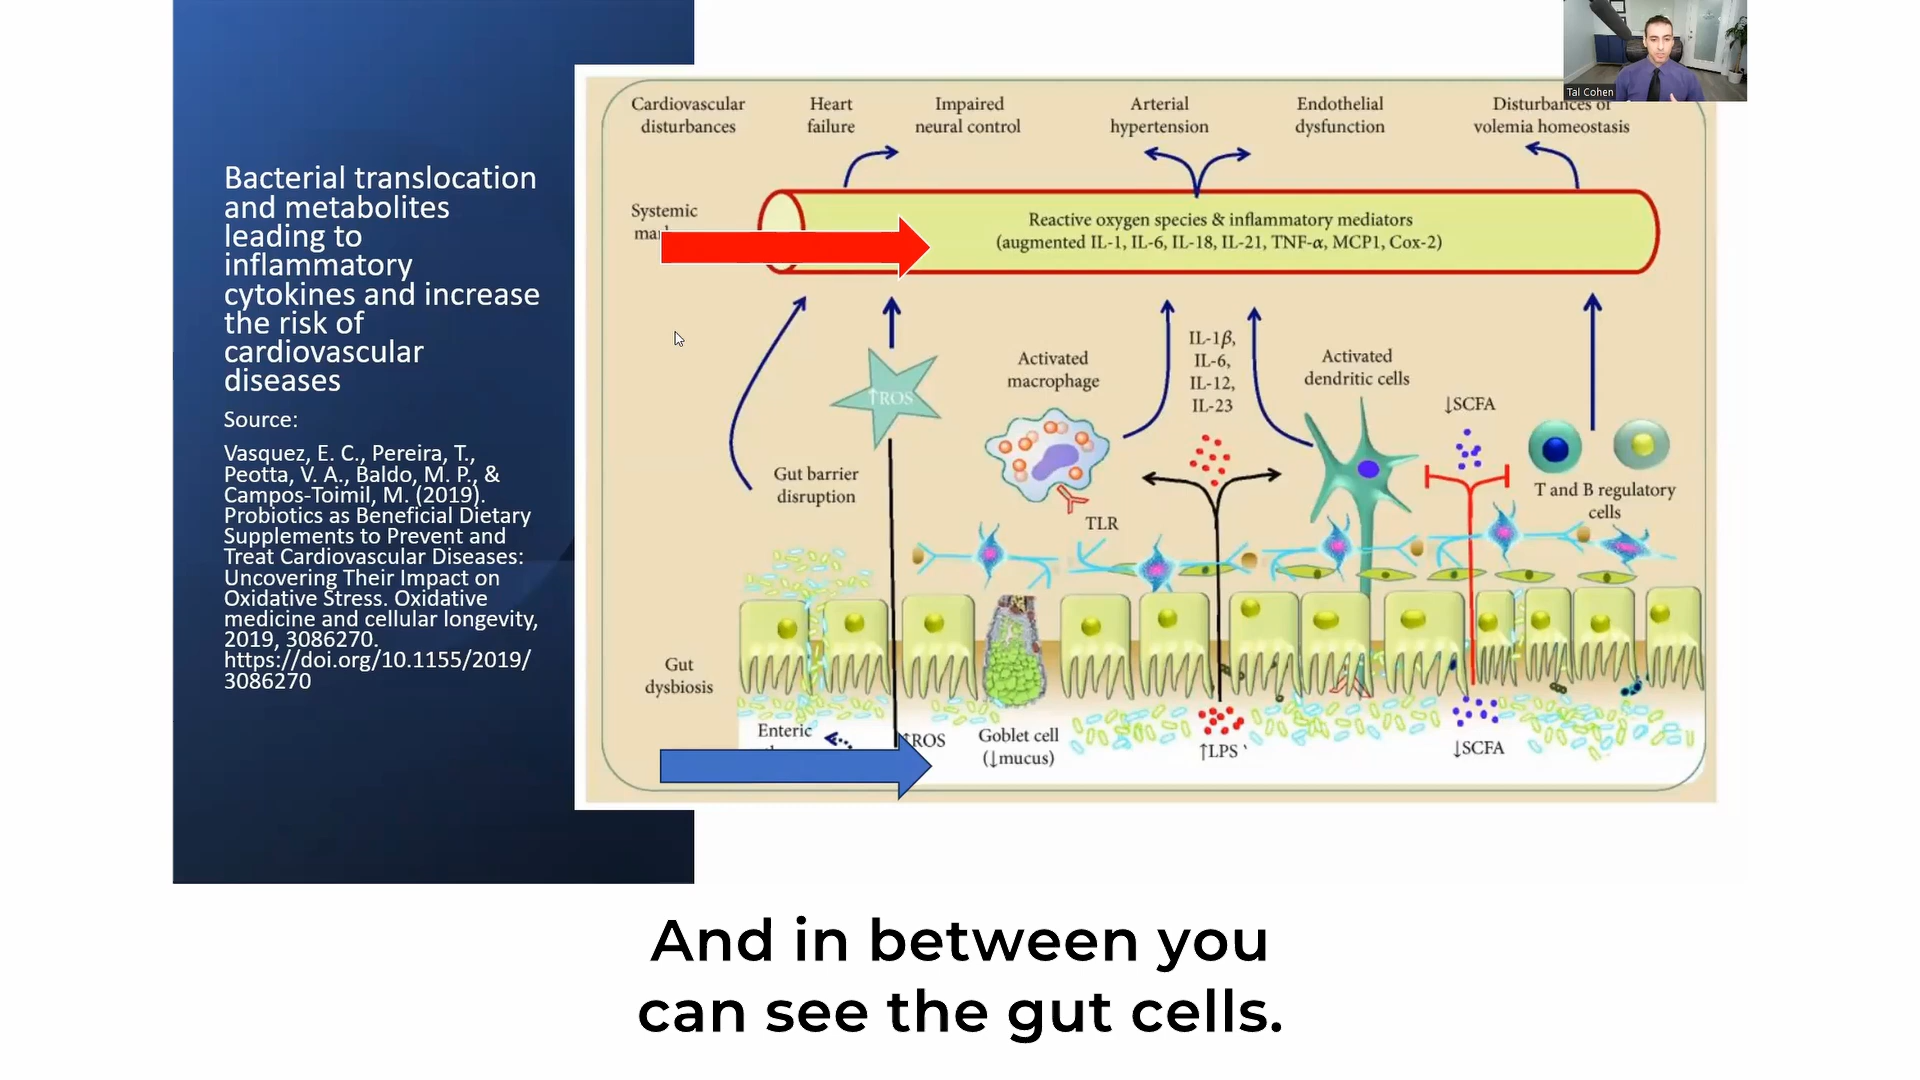 Bacterial translocation
and metabolites
leading to
inflammatory
cytokines and increase
the risk of
cardiovascular
diseases
Source:
Vasquez, E. C., Pereira, T.,
Peotta, V. A., Baldo, M. P., &
Campos-Toimil, M. (2019).
Probiotics as Beneficial Dietary
Supplements to Prevent and
Treat Cardiovascular Diseases:
Uncovering Their Impact on
Oxidative Stress. Oxidative
medicine and cellular longevity,
2019, 3086270.
https://doi.org/10.1155/2019/
3086270
Tal Cohen
Cardiovascular
disturbances
Heart
failure
Impaired
neural control
Arterial
hypertension
Endothelial
dysfunction
Disturbances of
volemia homeostasis
Systemic
Reactive oxygen species & inflammatory mediators
(augmented IL-1, IL-6, IL-18, IL-21, TNF-α, MCP1, Cox-2)
↑ROS
Gut barrier
disruption
Activated
macrophage
TLR
IL-1β,
IL-6,
IL-12,
IL-23
Activated
dendritic cells
↓SCFA
T and B regulatory
cells
Gut
dysbiosis
Enteric
↑ROS
Goblet cell
(↓mucus)
↑LPS
↓SCFA
And in between you
can see the gut cells.